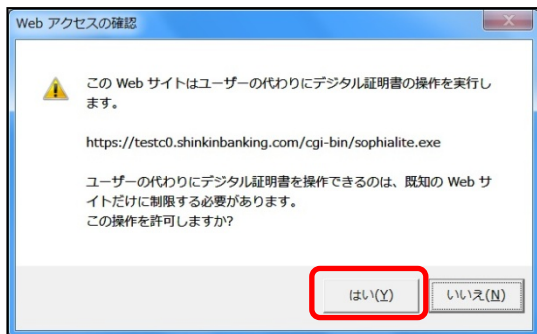 Web アクセスの確認
この Web サイトはユーザーの代わりにデジタル証明書の操作を実行し
ます。
https://testc0.shinkinbanking.com/cgi-bin/sophialite.exe
ユーザーの代わりにデジタル証明書を操作できるのは、既知の Web サ
イトだけに制限する必要があります。
この操作を許可しますか?
はい(Y)
いいえ(N)